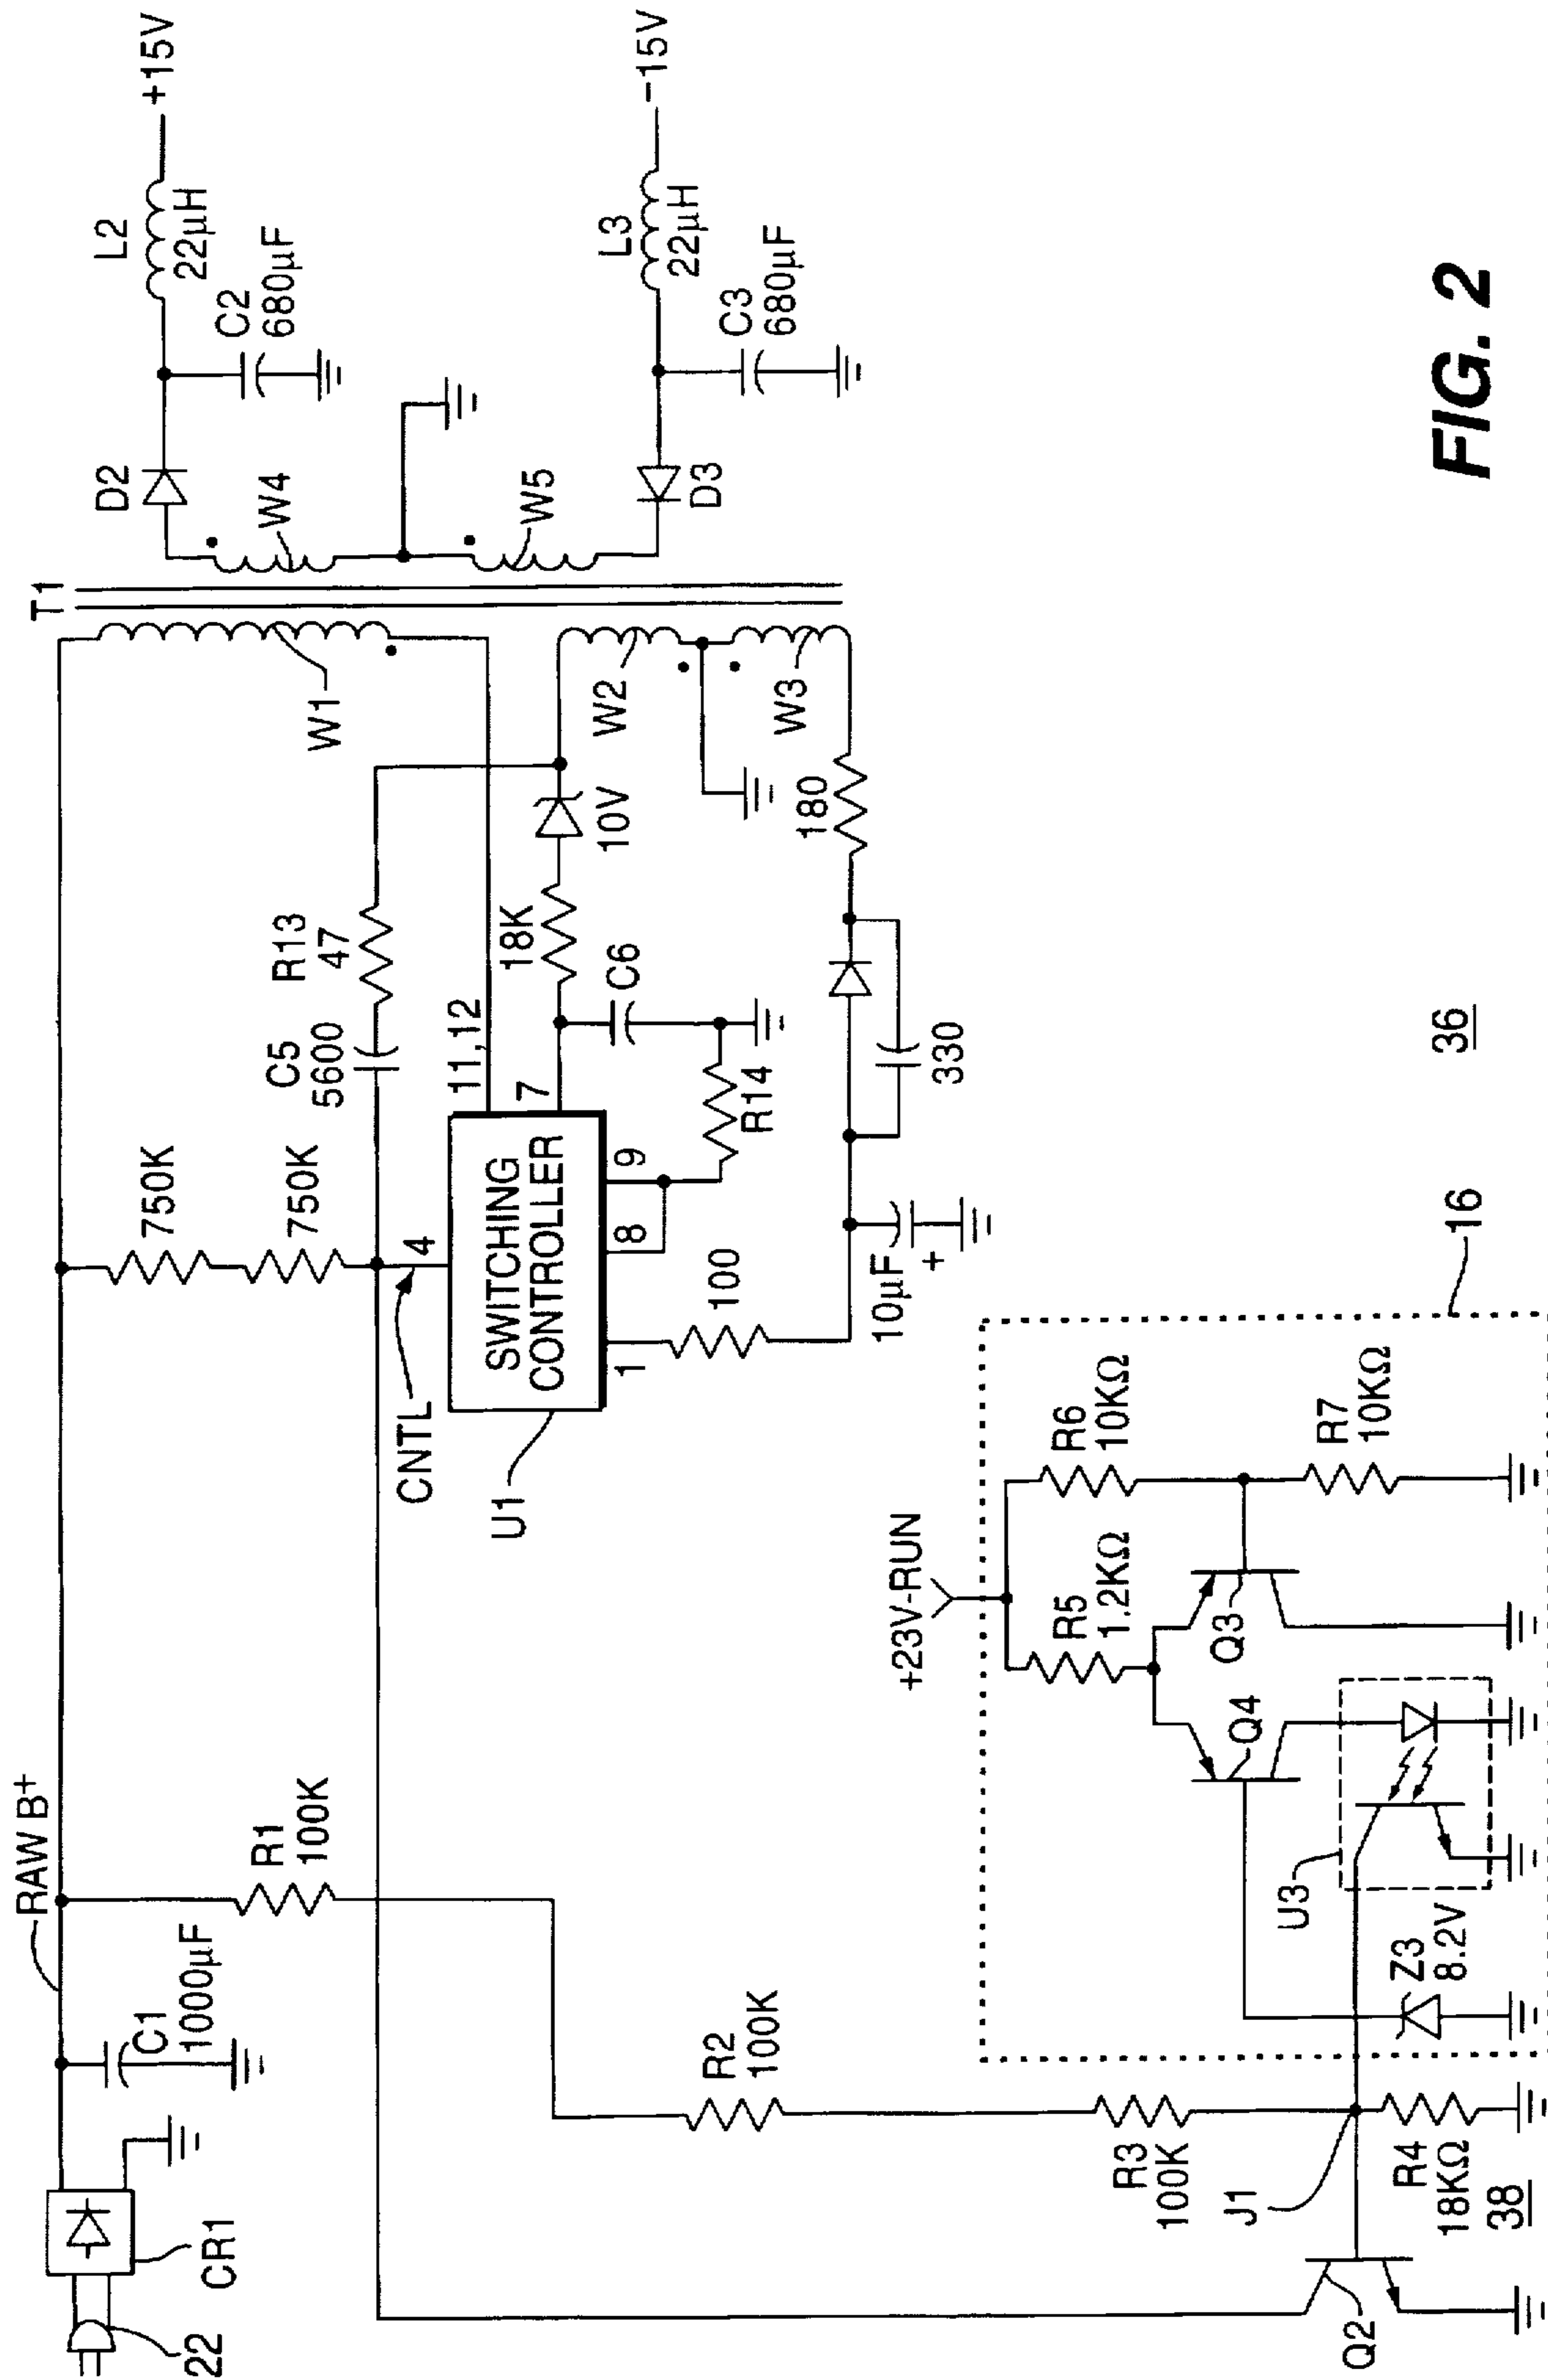 22
CR1
C1
1000µF
RAW B+
R1
100K
R2
100K
R3
100K
J1
R4
18KΩ
38
Q2
750K
750K
C5
5600
R13
47
CNTL
4
SWITCHING
CONTROLLER
U1
11,12
7
1
8
9
18K
10V
C6
R14
100
10µF
+
330
180
T1
W1
W2
W3
W4
W5
D2
C2
680µF
L2
22µH
+15V
D3
C3
680µF
L3
22µH
-15V
+23V-RUN
R5
1.2KΩ
R6
10KΩ
R7
10KΩ
Q3
Q4
U3
Z3
8.2V
16
36
FIG. 2